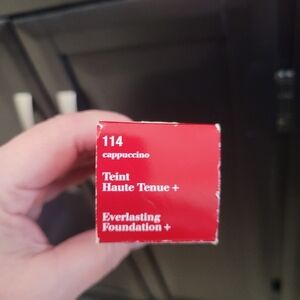 114
cappuccino
Teint
Haute Tenue +
Everlasting
Foundation +